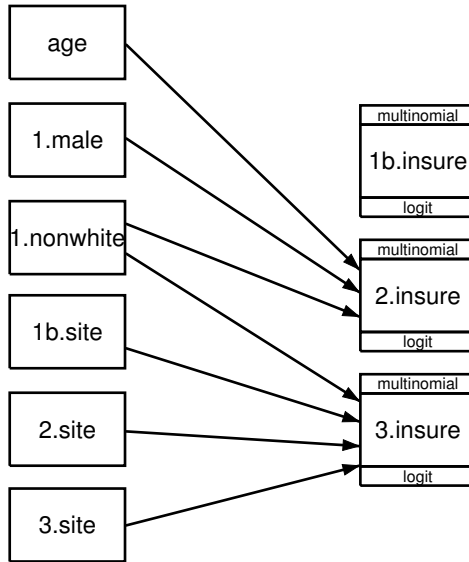 age
1.male
1.nonwhite
1b.site
2.site
3.site
multinomial
1b.insure
logit
multinomial
2.insure
logit
multinomial
3.insure
logit